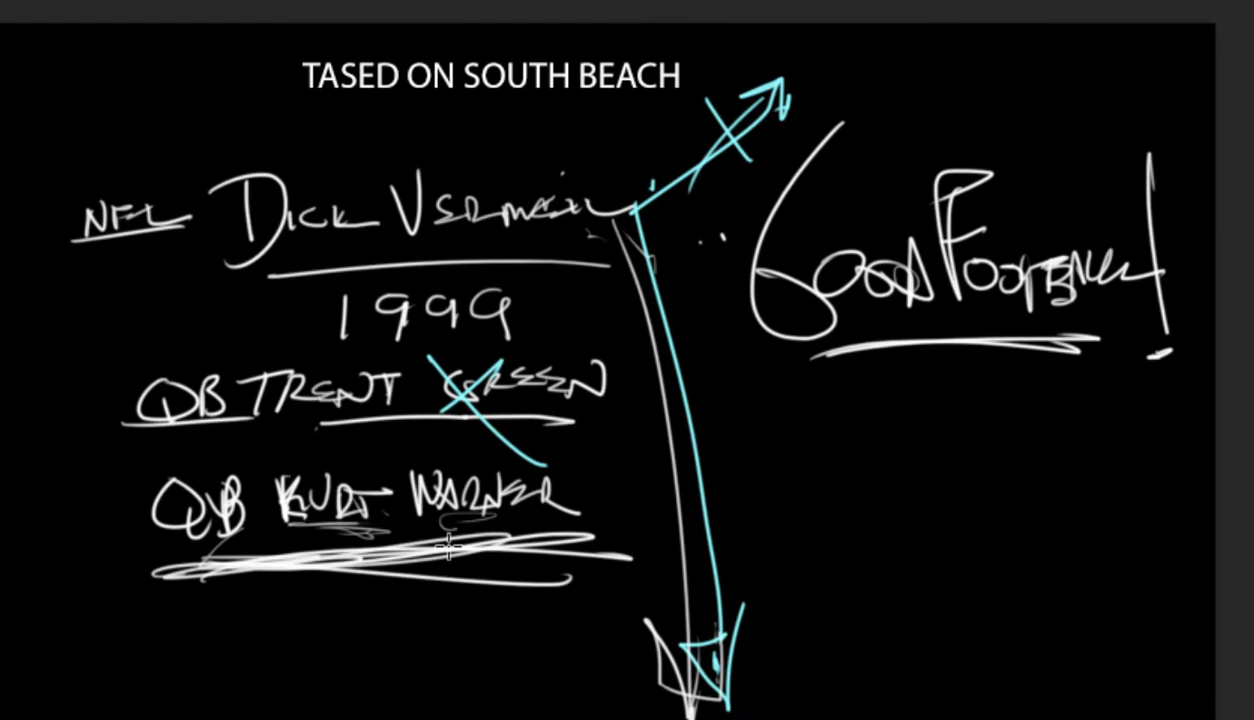 TASED ON SOUTH BEACH
NFL DICK VERMEIL
1999
QB TRENT GREEN
QB KURT WARNER
GOOD FOOTBALL!